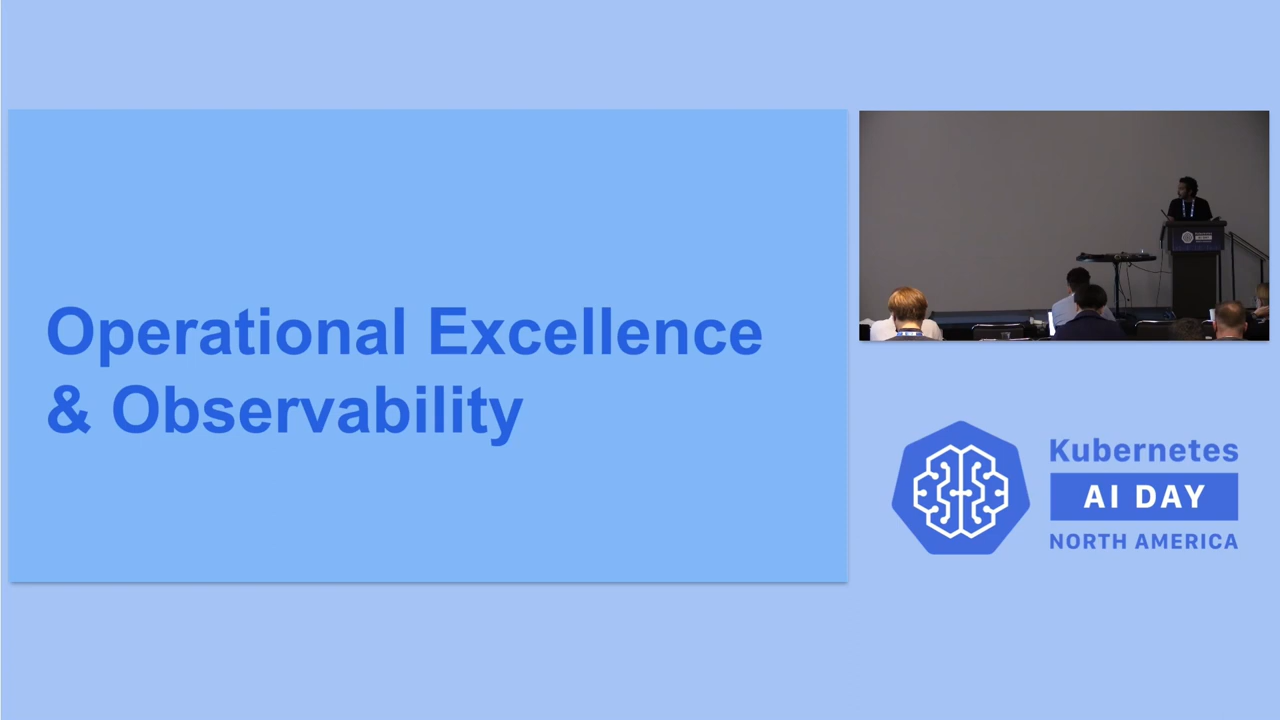 Operational Excellence
& Observability
Kubernetes
AI DAY
NORTH AMERICA